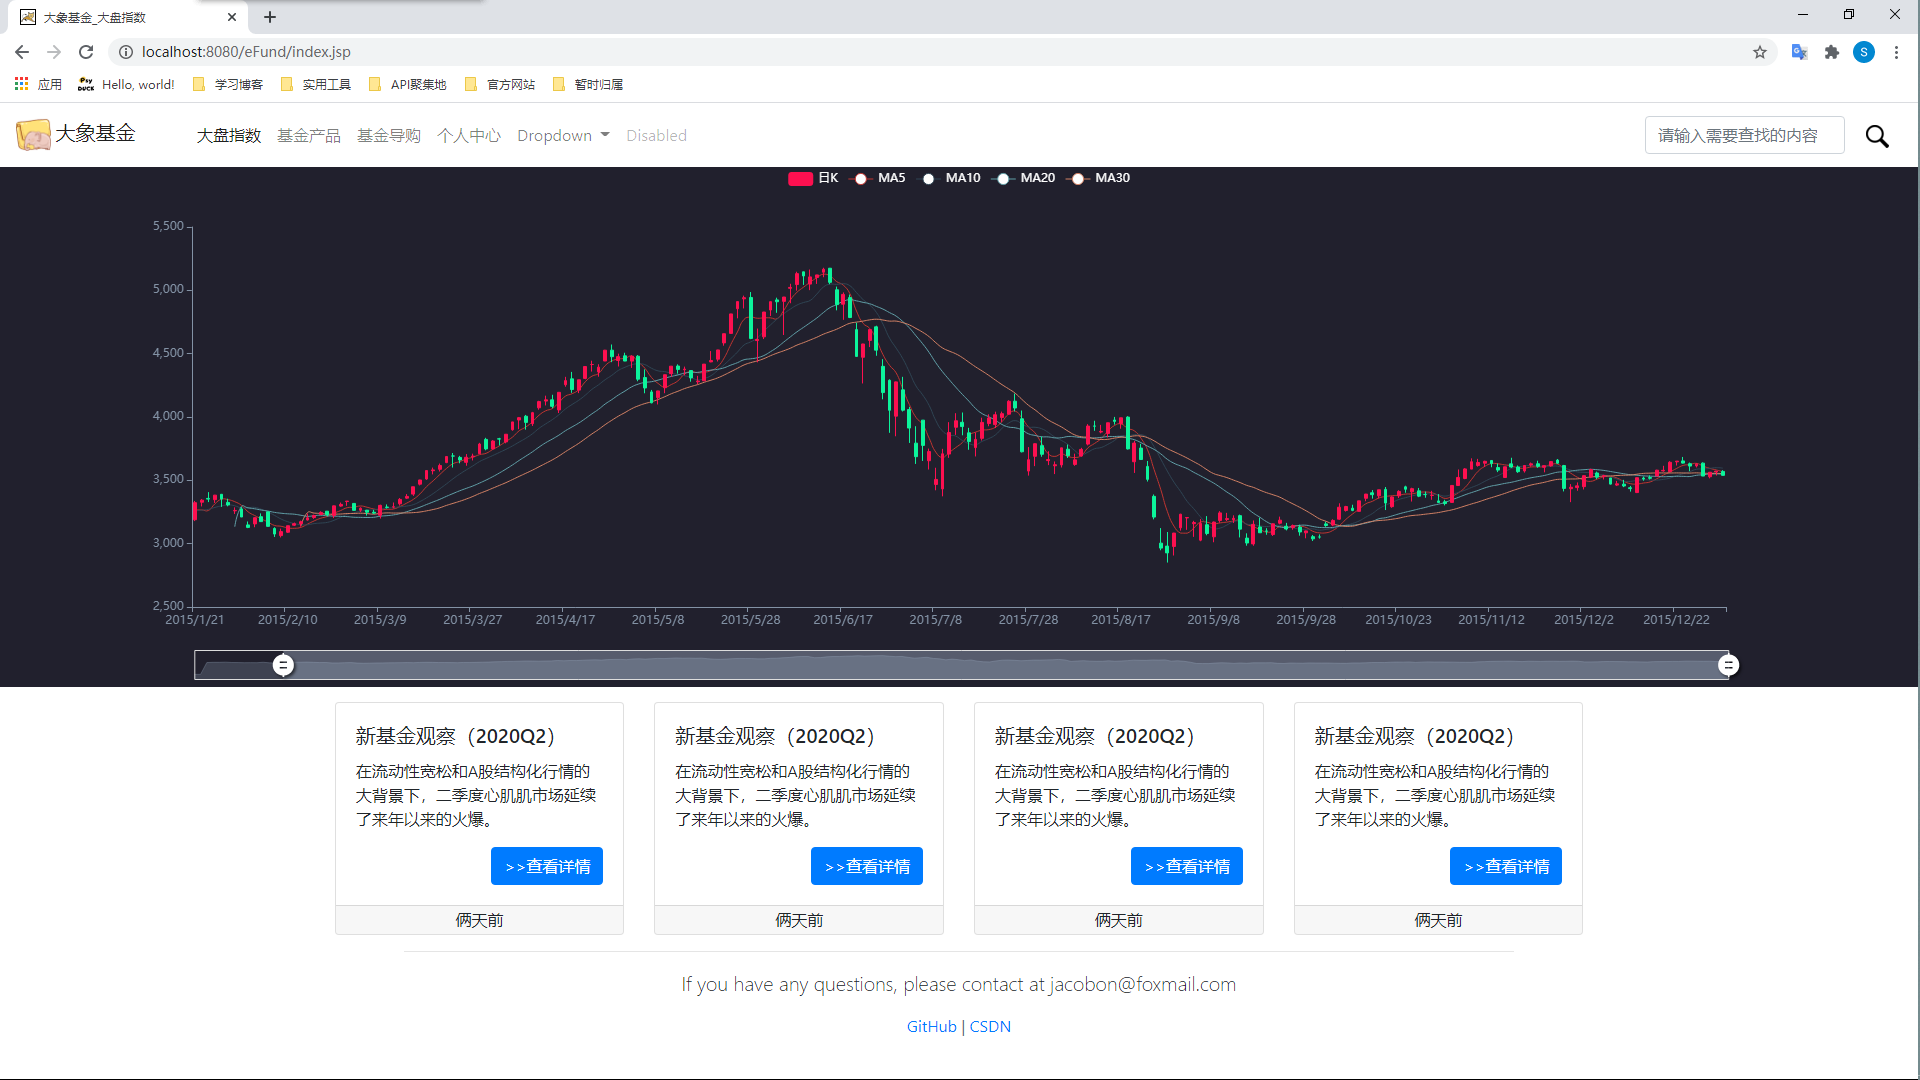 大象基金_大盘指数
localhost:8080/eFund/index.jsp
S
应用 Psy DUCK Hello, world! 学习博客 实用工具 API聚集地 官方网站 暂时归属
大象基金 大盘指数 基金产品 基金导购 个人中心 Dropdown Disabled 请输入需要查找的内容
日K MA5 MA10 MA20 MA30
5,500
5,000
4,500
4,000
3,500
3,000
2,500
2015/1/21 2015/2/10 2015/3/9 2015/3/27 2015/4/17 2015/5/8 2015/5/28 2015/6/17 2015/7/8 2015/7/28 2015/8/17 2015/9/8 2015/9/28 2015/10/23 2015/11/12 2015/12/2 2015/12/22
新基金观察（2020Q2）
在流动性宽松和A股结构化行情的
大背景下，二季度心肌肌市场延续
了来年以来的火爆。
>>查看详情
俩天前
新基金观察（2020Q2）
在流动性宽松和A股结构化行情的
大背景下，二季度心肌肌市场延续
了来年以来的火爆。
>>查看详情
俩天前
新基金观察（2020Q2）
在流动性宽松和A股结构化行情的
大背景下，二季度心肌肌市场延续
了来年以来的火爆。
>>查看详情
俩天前
新基金观察（2020Q2）
在流动性宽松和A股结构化行情的
大背景下，二季度心肌肌市场延续
了来年以来的火爆。
>>查看详情
俩天前
If you have any questions, please contact at jacobon@foxmail.com
GitHub | CSDN